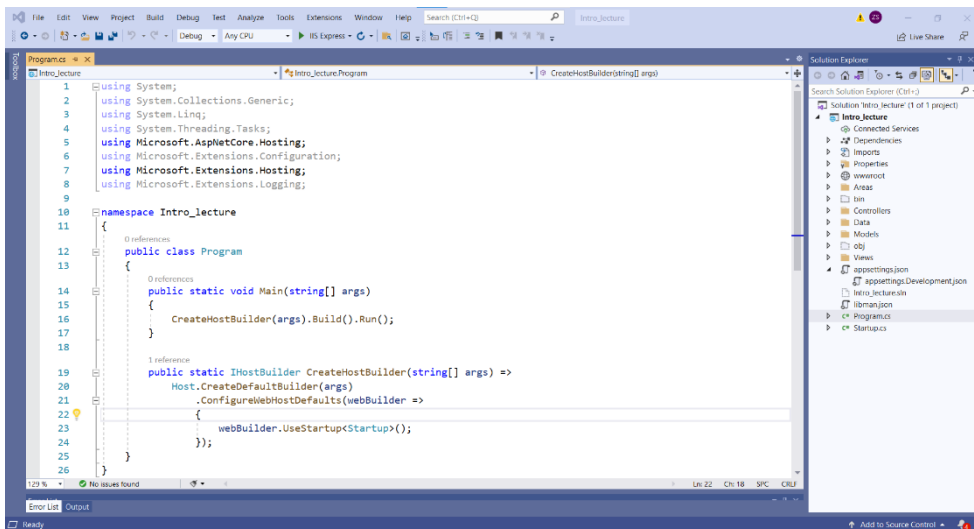 File Edit View Project Build Debug Test Analyze Tools Extensions Window Help Search (Ctrl+Q) Intro_lecture ZS
Debug Any CPU IIS Express Live Share
Toolbox
Program.cs
Intro_lecture Intro_lecture.Program CreateHostBuilder(string[] args)
1 using System;
2 using System.Collections.Generic;
3 using System.Linq;
4 using System.Threading.Tasks;
5 using Microsoft.AspNetCore.Hosting;
6 using Microsoft.Extensions.Configuration;
7 using Microsoft.Extensions.Hosting;
8 using Microsoft.Extensions.Logging;
9
10 namespace Intro_lecture
11 {
0 references
12 public class Program
13 {
0 references
14 public static void Main(string[] args)
15 {
16 CreateHostBuilder(args).Build().Run();
17 }
18
1 reference
19 public static IHostBuilder CreateHostBuilder(string[] args) =>
20 Host.CreateDefaultBuilder(args)
21 .ConfigureWebHostDefaults(webBuilder =>
22 {
23 webBuilder.UseStartup<Startup>();
24 });
25 }
26 }
129 % No issues found Ln: 22 Ch: 18 SPC CRLF
Error List Output
Ready Add to Source Control
Solution Explorer
Search Solution Explorer (Ctrl+;)
Solution 'Intro_lecture' (1 of 1 project)
Intro_lecture
Connected Services
Dependencies
Imports
Properties
wwwroot
Areas
bin
Controllers
Data
Models
obj
Views
appsettings.json
appsettings.Development.json
Intro_lecture.sln
libman.json
C# Program.cs
C# Startup.cs